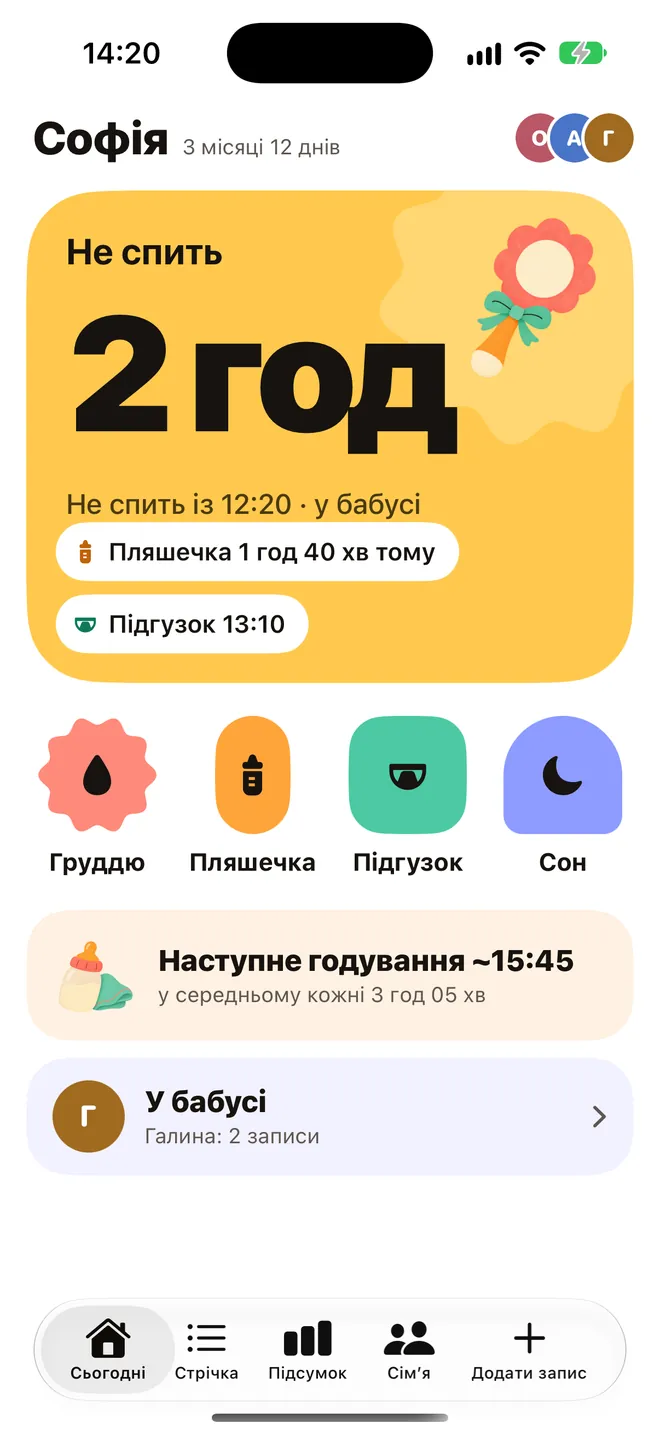 14:20
Софія 3 місяці 12 днів
О А Г
Не спить
2 год
Не спить із 12:20 · у бабусі
Пляшечка 1 год 40 хв тому
Підгузок 13:10
Груддю Пляшечка Підгузок Сон
Наступне годування ~15:45
у середньому кожні 3 год 05 хв
Г
У бабусі
Галина: 2 записи
Сьогодні Стрічка Підсумок Сім’я Додати запис